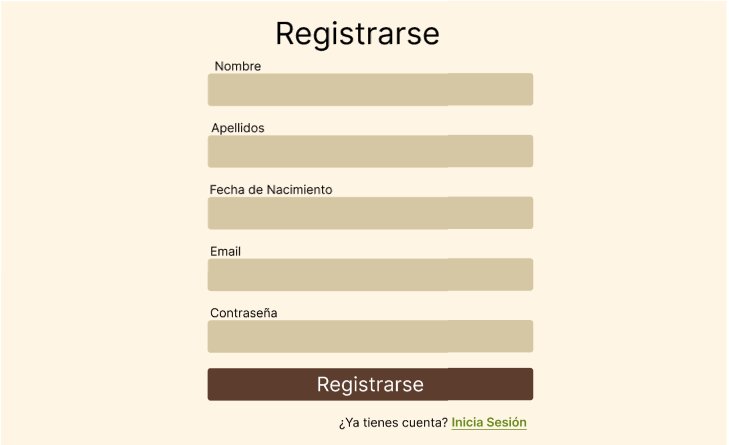 Registrarse
Nombre
Apellidos
Fecha de Nacimiento
Email
Contraseña
Registrarse
¿Ya tienes cuenta? Inicia Sesión